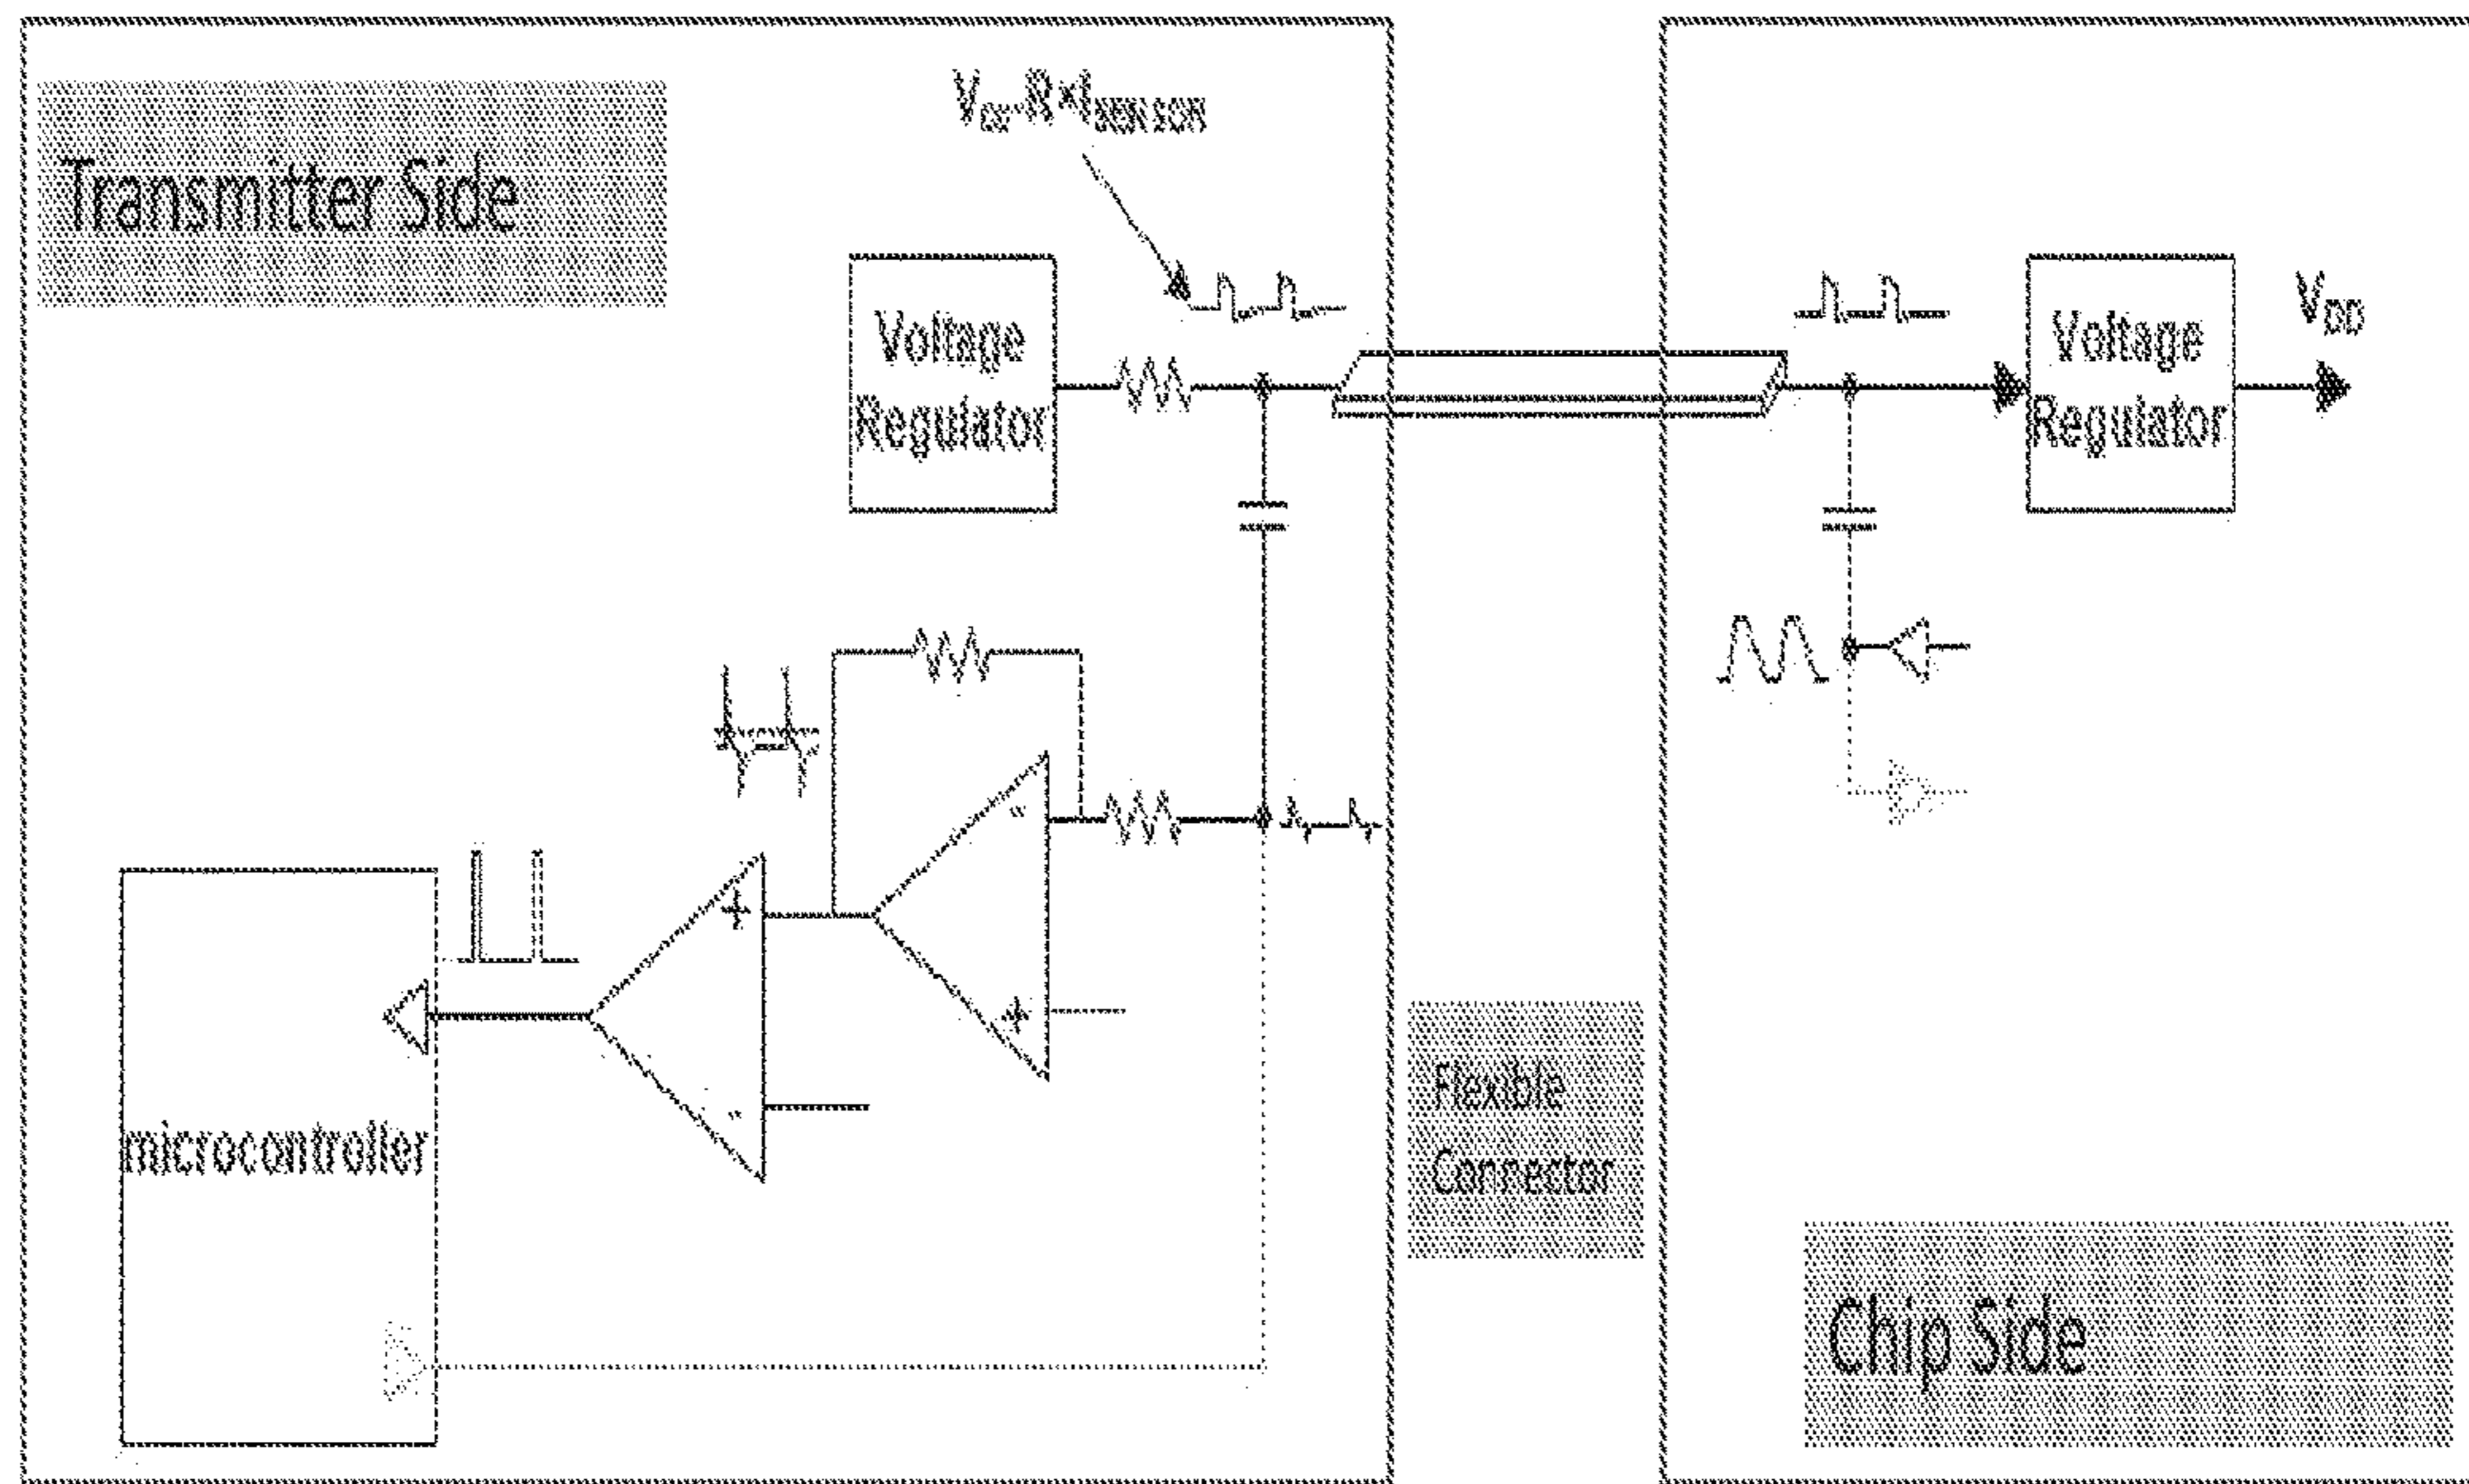 Transmitter Side
Voltage
Regulator
Voltage
Regulator
V_DD
+
-
-
+
microcontroller
Flexible
Connector
Chip Side